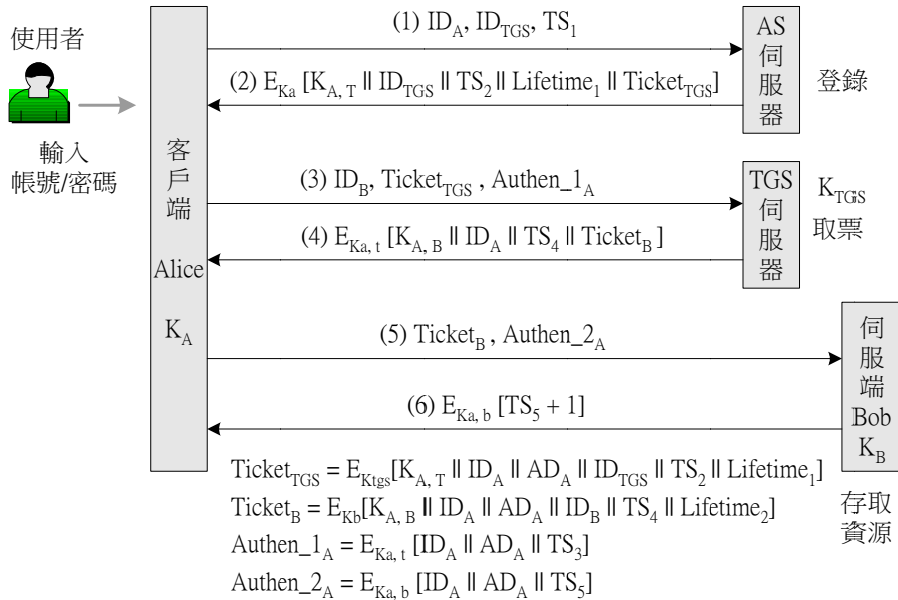 使用者
輸入
帳號/密碼
客戶端
Alice
K_A
(1) ID_A, ID_TGS, TS_1
(2) E_Ka [K_A, T || ID_TGS || TS_2 || Lifetime_1 || Ticket_TGS]
AS
伺服器
登錄
(3) ID_B, Ticket_TGS , Authen_1_A
(4) E_Ka, t [K_A, B || ID_A || TS_4 || Ticket_B ]
TGS
伺服器
K_TGS
取票
(5) Ticket_B , Authen_2_A
(6) E_Ka, b [TS_5 + 1]
伺服端
Bob
K_B
存取
資源
Ticket_TGS = E_Ktgs[K_A, T || ID_A || AD_A || ID_TGS || TS_2 || Lifetime_1]
Ticket_B = E_Kb[K_A, B || ID_A || AD_A || ID_B || TS_4 || Lifetime_2]
Authen_1_A = E_Ka, t [ID_A || AD_A || TS_3]
Authen_2_A = E_Ka, b [ID_A || AD_A || TS_5]